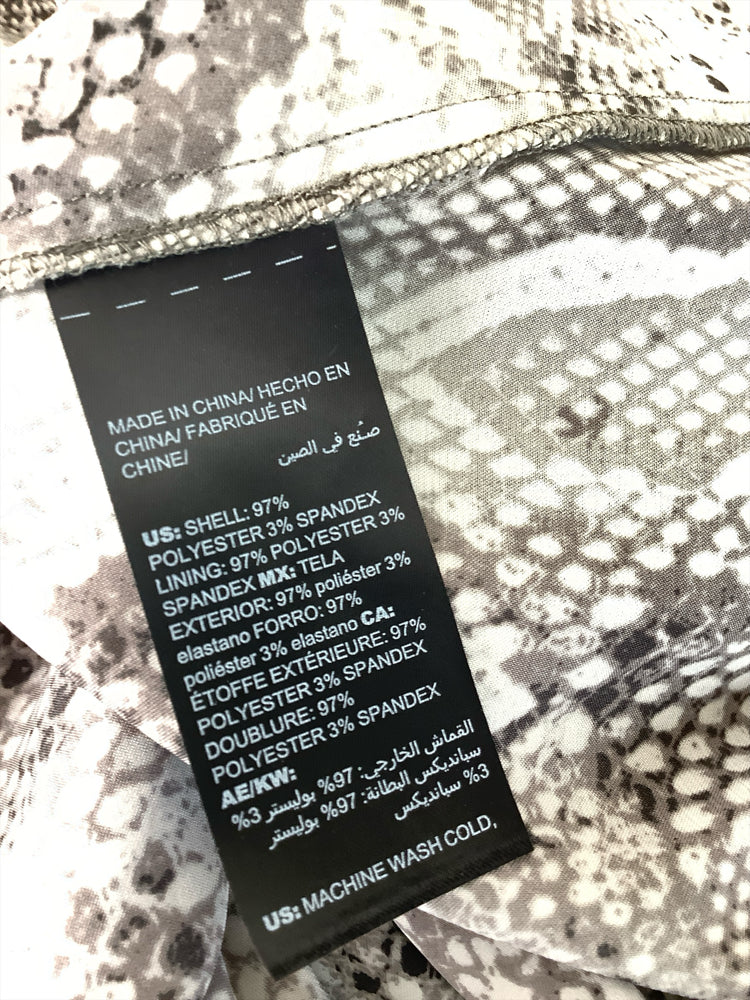 MADE IN CHINA/ HECHO EN
CHINA/ FABRIQUÉ EN
CHINE/
صُنع في الصين
US: SHELL: 97%
POLYESTER 3% SPANDEX
LINING: 97% POLYESTER 3%
SPANDEX MX: TELA
EXTERIOR: 97% poliéster 3%
elastano FORRO: 97%
poliéster 3% elastano CA:
ÉTOFFE EXTÉRIEURE: 97%
POLYESTER 3% SPANDEX
DOUBLURE: 97%
POLYESTER 3% SPANDEX
AE/KW:
القماش الخارجي: 97% بوليستر 3%
سبانديكس البطانة: 97% بوليستر
3% سبانديكس
US: MACHINE WASH COLD,